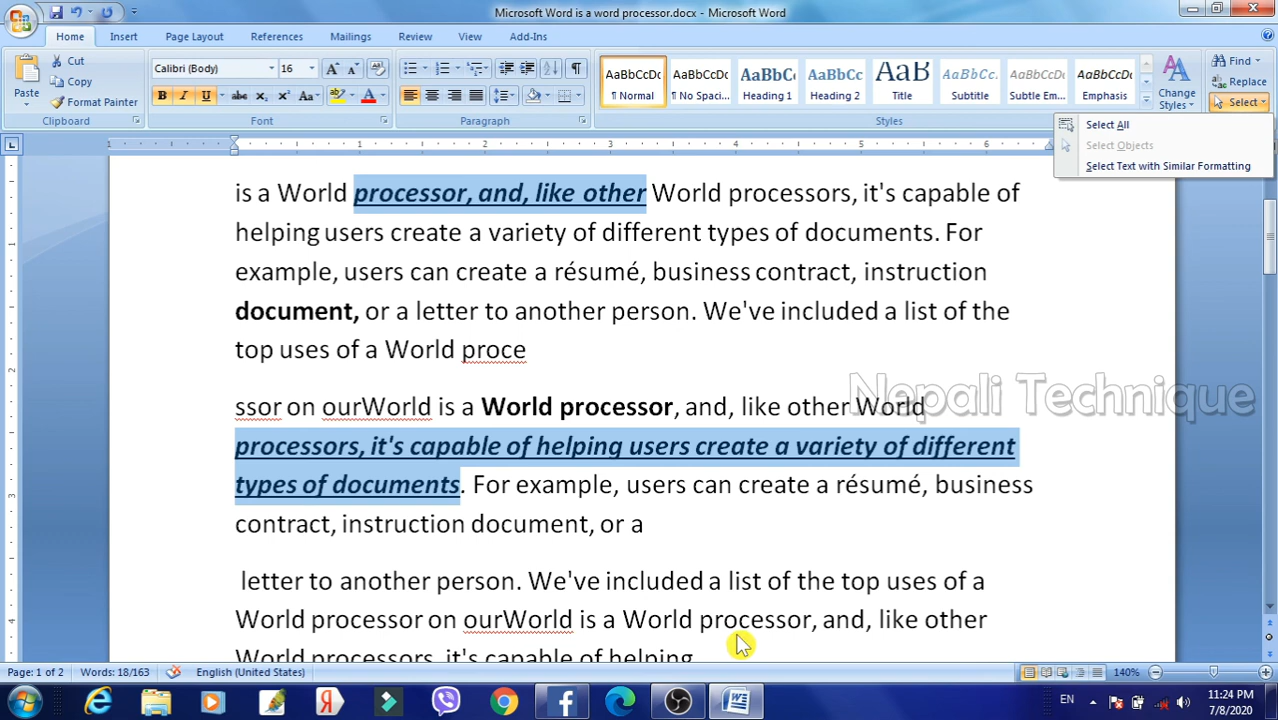 Microsoft Word is a word processor.docx - Microsoft Word
Home Insert Page Layout References Mailings Review View Add-Ins
Paste
Cut
Copy
Format Painter
Clipboard
Calibri (Body) 16
Font
Paragraph
AaBbCcDc AaBbCcDc AaBbCc AaBbCc AaB AaBbCc. AaBbCcDc AaBbCcDc
¶ Normal ¶ No Spaci... Heading 1 Heading 2 Title Subtitle Subtle Em... Emphasis
Change Styles
Styles
Find
Replace
Select
Select All
Select Objects
Select Text with Similar Formatting
is a World processor, and, like other World processors, it's capable of
helping users create a variety of different types of documents. For
example, users can create a résumé, business contract, instruction
document, or a letter to another person. We've included a list of the
top uses of a World proce
ssor on ourWorld is a World processor, and, like other World
processors, it's capable of helping users create a variety of different
types of documents. For example, users can create a résumé, business
contract, instruction document, or a
letter to another person. We've included a list of the top uses of a
World processor on ourWorld is a World processor, and, like other
World processors, it's capable of helping
Nepali Technique
Page: 1 of 2 Words: 18/163 English (United States) 140%
EN 11:24 PM
7/8/2020